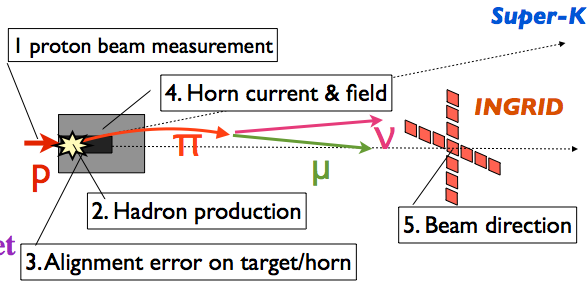 Super-K
1 proton beam measurement
4. Horn current & field
INGRID
p
π
ν
μ
2. Hadron production
5. Beam direction
et
3. Alignment error on target/horn